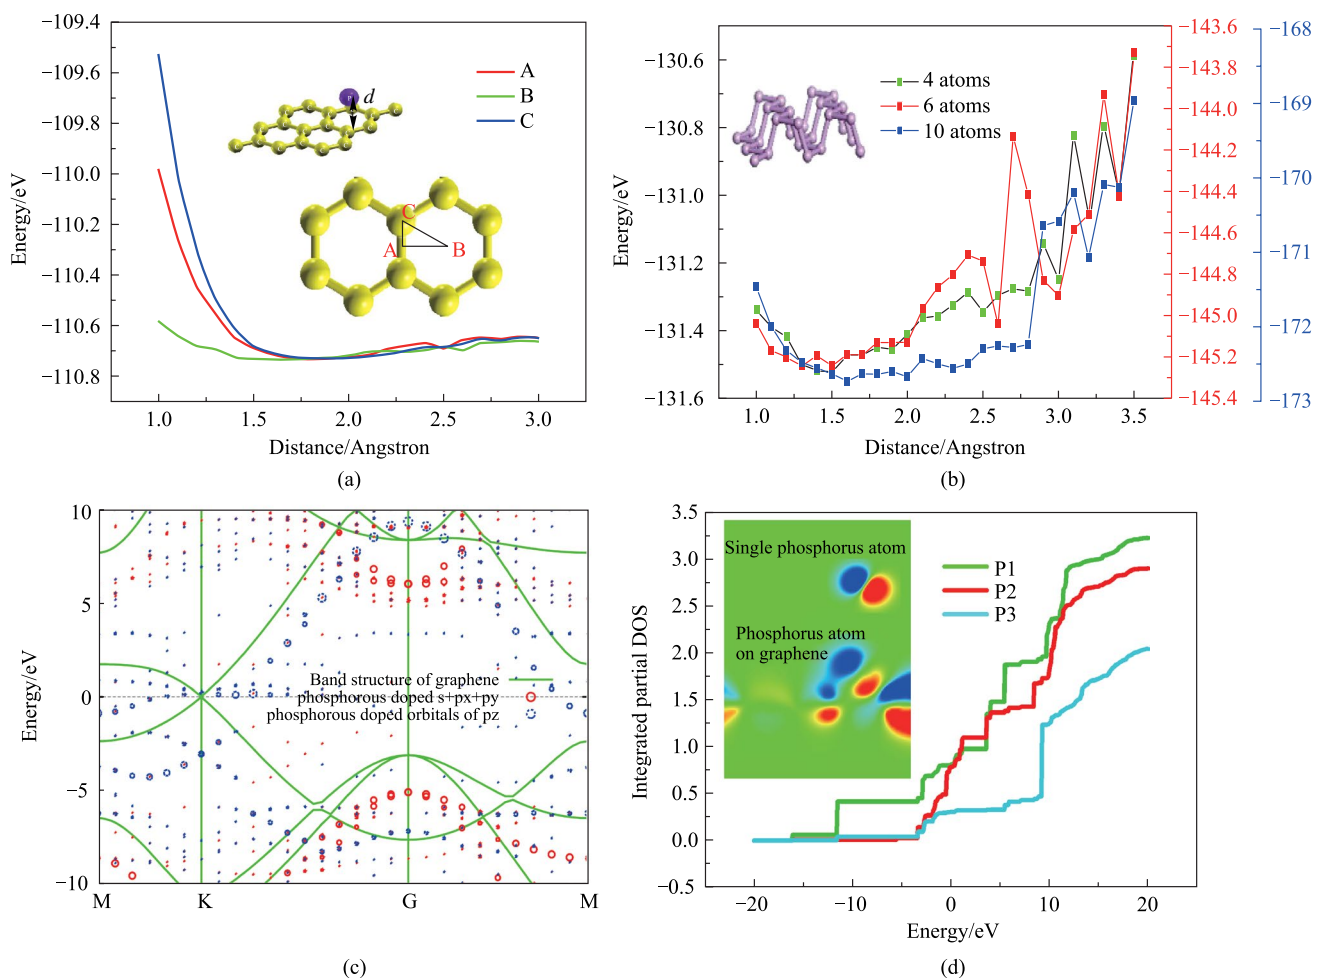 −109.4
−109.6
−109.8
−110.0
−110.2
−110.4
−110.6
−110.8
Energy/eV
1.0
1.5
2.0
2.5
3.0
Distance/Angstron
A
B
C
d
C
A
B
(a)
−130.6
−130.8
−131.0
−131.2
−131.4
−131.6
Energy/eV
1.0
1.5
2.0
2.5
3.0
3.5
Distance/Angstron
4 atoms
6 atoms
10 atoms
−143.6
−143.8
−144.0
−144.2
−144.4
−144.6
−144.8
−145.0
−145.2
−145.4
−168
−169
−170
−171
−172
−173
(b)
10
5
0
−5
−10
Energy/eV
M
K
G
M
Band structure of graphene
phosphorous doped s+px+py
phosphorous doped orbitals of pz
(c)
3.5
3.0
2.5
2.0
1.5
1.0
0.5
0.0
−0.5
Integrated partial DOS
−20
−10
0
10
20
Energy/eV
Single phosphorus atom
Phosphorus atom
on graphene
P1
P2
P3
(d)